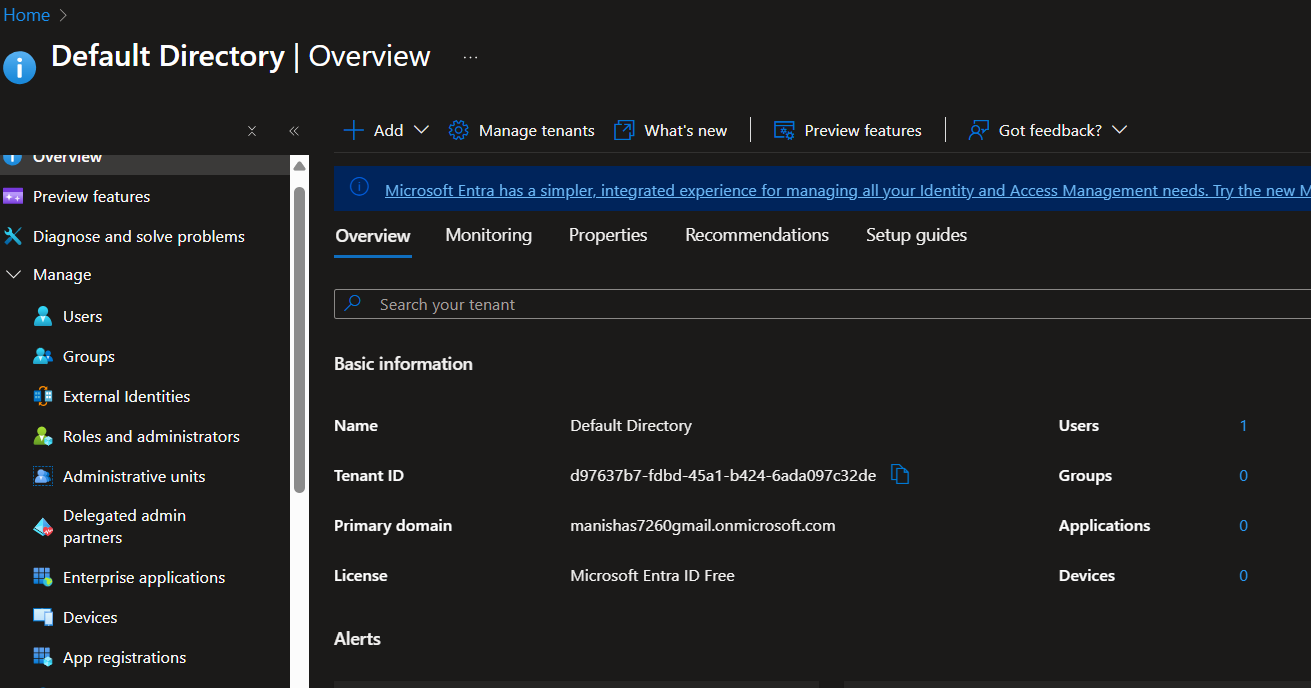 Home
Default Directory | Overview
Add
Manage tenants
What's new
Preview features
Got feedback?
Overview
Preview features
Diagnose and solve problems
Manage
Users
Groups
External Identities
Roles and administrators
Administrative units
Delegated admin
partners
Enterprise applications
Devices
App registrations
Microsoft Entra has a simpler, integrated experience for managing all your Identity and Access Management needs. Try the new M
Overview
Monitoring
Properties
Recommendations
Setup guides
Search your tenant
Basic information
Name
Default Directory
Users
1
Tenant ID
d97637b7-fdbd-45a1-b424-6ada097c32de
Groups
0
Primary domain
manishas7260gmail.onmicrosoft.com
Applications
0
License
Microsoft Entra ID Free
Devices
0
Alerts